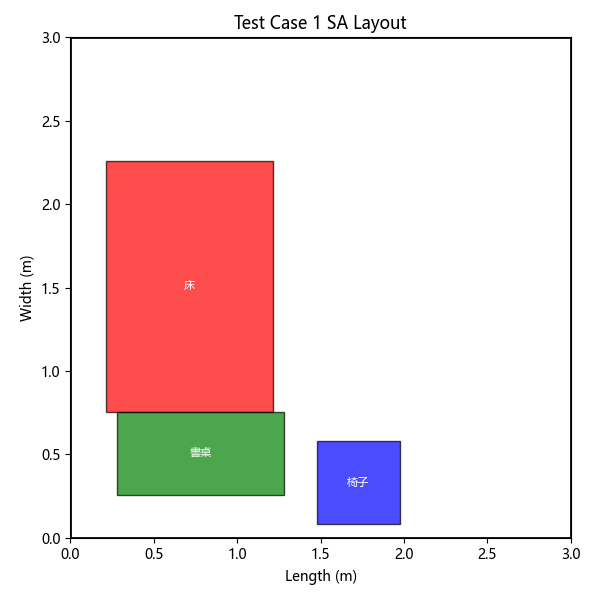 Test Case 1 SA Layout
3.0
2.5
2.0
床
1.5
Width (m)
1.0
書桌
0.5
椅子
0.0
0.0 0.5 1.0 1.5 2.0 2.5 3.0
Length (m)